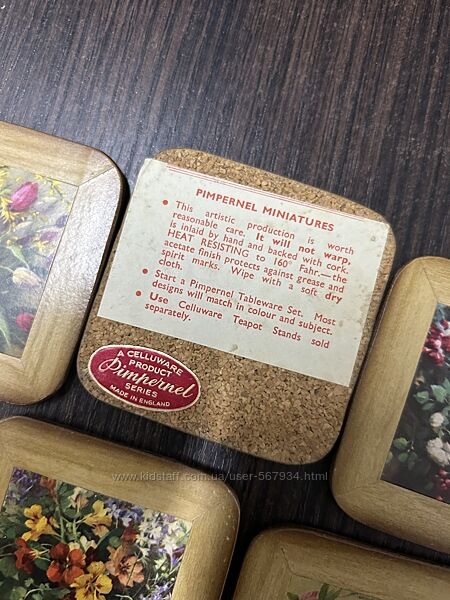 PIMPERNEL MINIATURES
• This artistic production is worth
reasonable care. It will not warp,
is inlaid by hand and backed with cork.
HEAT RESISTING to 160° Fahr.—the
acetate finish protects against grease and
spirit marks. Wipe with a soft dry
cloth.
• Start a Pimpernel Tableware Set. Most
designs will match in colour and subject.
• Use Celluware Teapot Stands sold
separately.
A CELLUWARE
PRODUCT
Pimpernel
SERIES
MADE IN ENGLAND
www.kidstaff.com.ua/user-567934.html